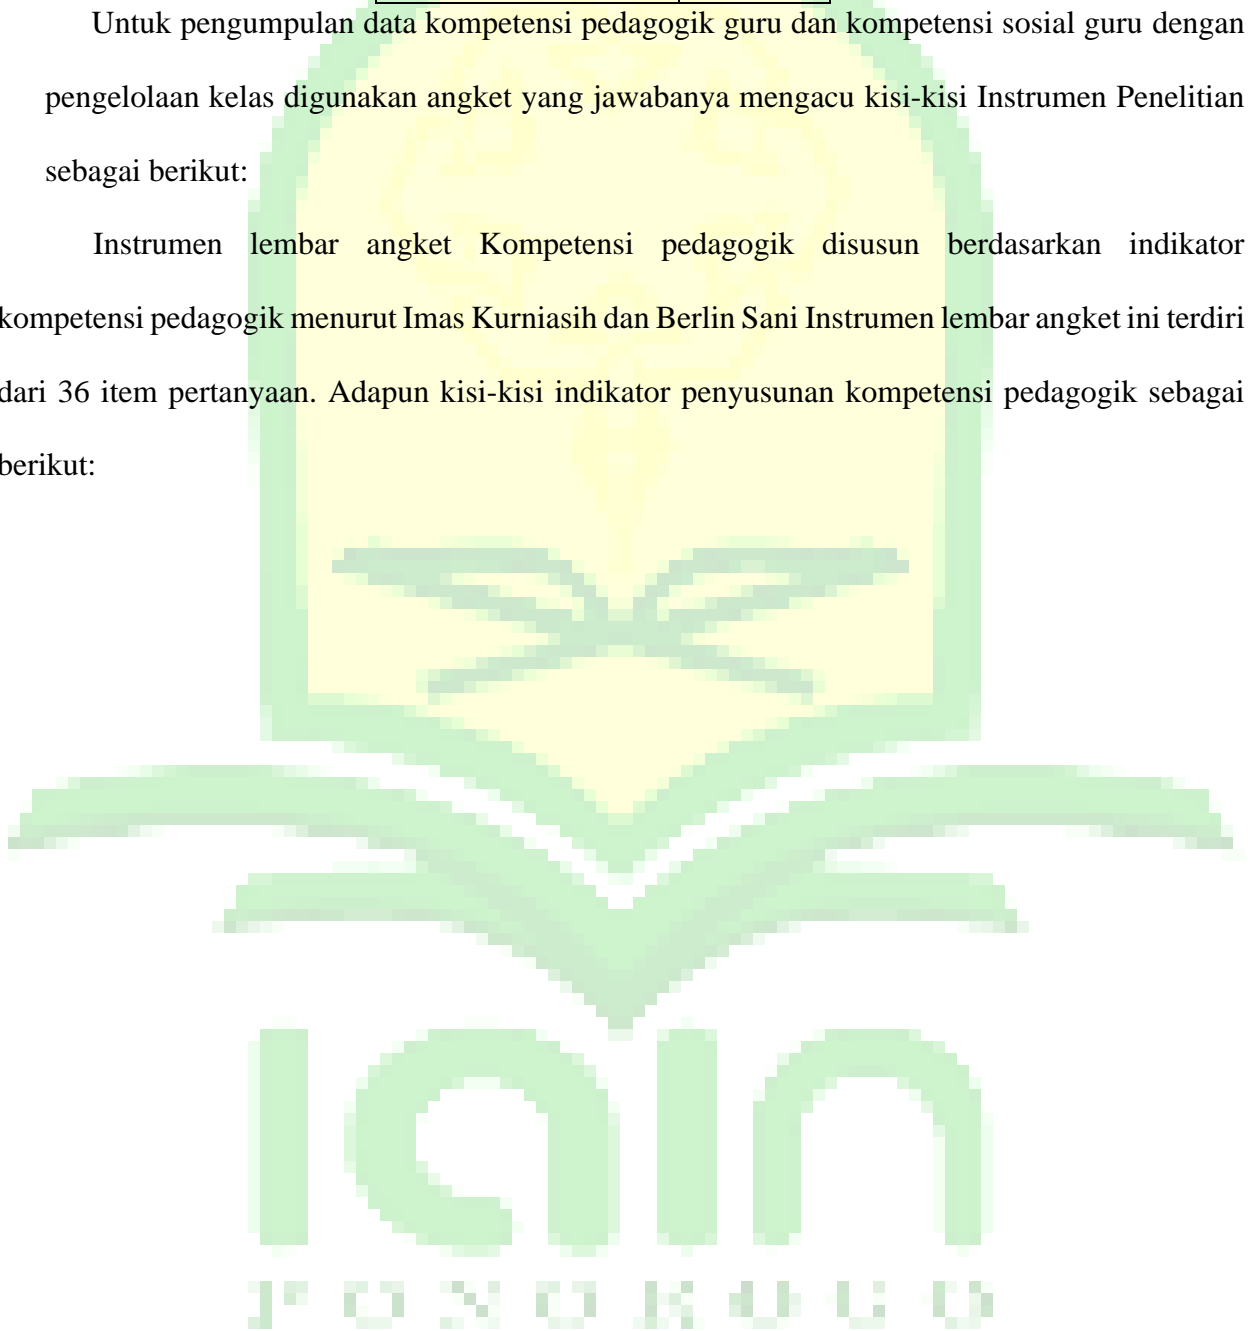 Untuk pengumpulan data kompetensi pedagogik guru dan kompetensi sosial guru dengan
pengelolaan kelas digunakan angket yang jawabanya mengacu kisi-kisi Instrumen Penelitian
sebagai berikut:
Instrumen lembar angket Kompetensi pedagogik disusun berdasarkan indikator
kompetensi pedagogik menurut Imas Kurniasih dan Berlin Sani Instrumen lembar angket ini terdiri
dari 36 item pertanyaan. Adapun kisi-kisi indikator penyusunan kompetensi pedagogik sebagai
berikut:
iain
PONOROGO